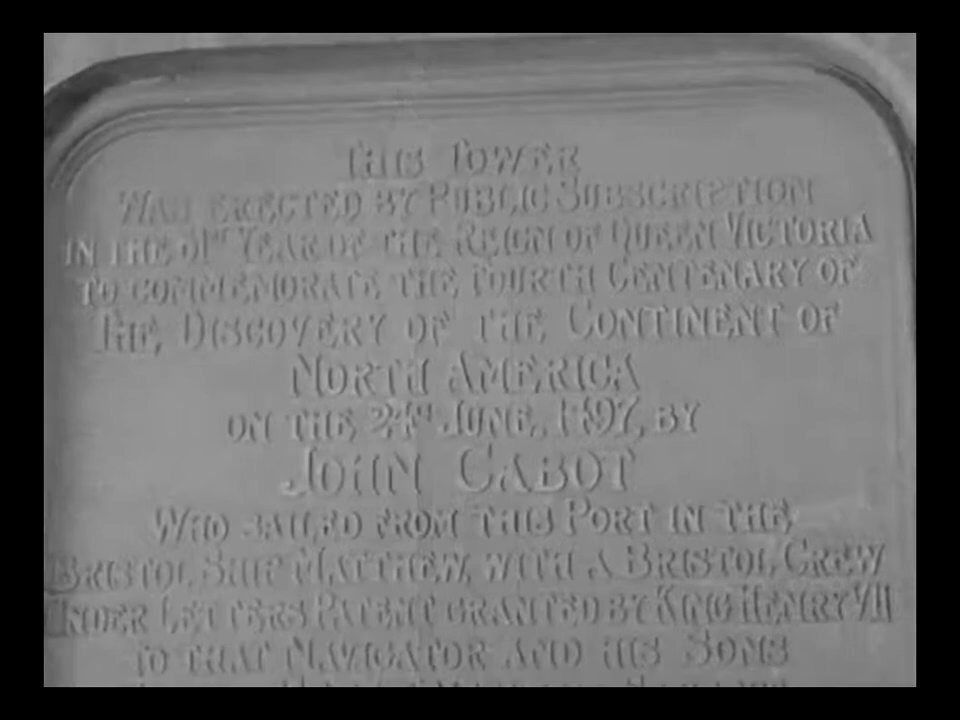 THIS TOWER
WAS ERECTED BY PUBLIC SUBSCRIPTION
IN THE 61ST YEAR OF THE REIGN OF QUEEN VICTORIA
TO COMMEMORATE THE FOURTH CENTENARY OF
THE DISCOVERY OF THE CONTINENT OF
NORTH AMERICA
ON THE 24TH JUNE, 1497, BY
JOHN CABOT
WHO SAILED FROM THIS PORT IN THE
BRISTOL SHIP MATTHEW, WITH A BRISTOL CREW
UNDER LETTERS PATENT GRANTED BY KING HENRY VII
TO THAT NAVIGATOR AND HIS SONS